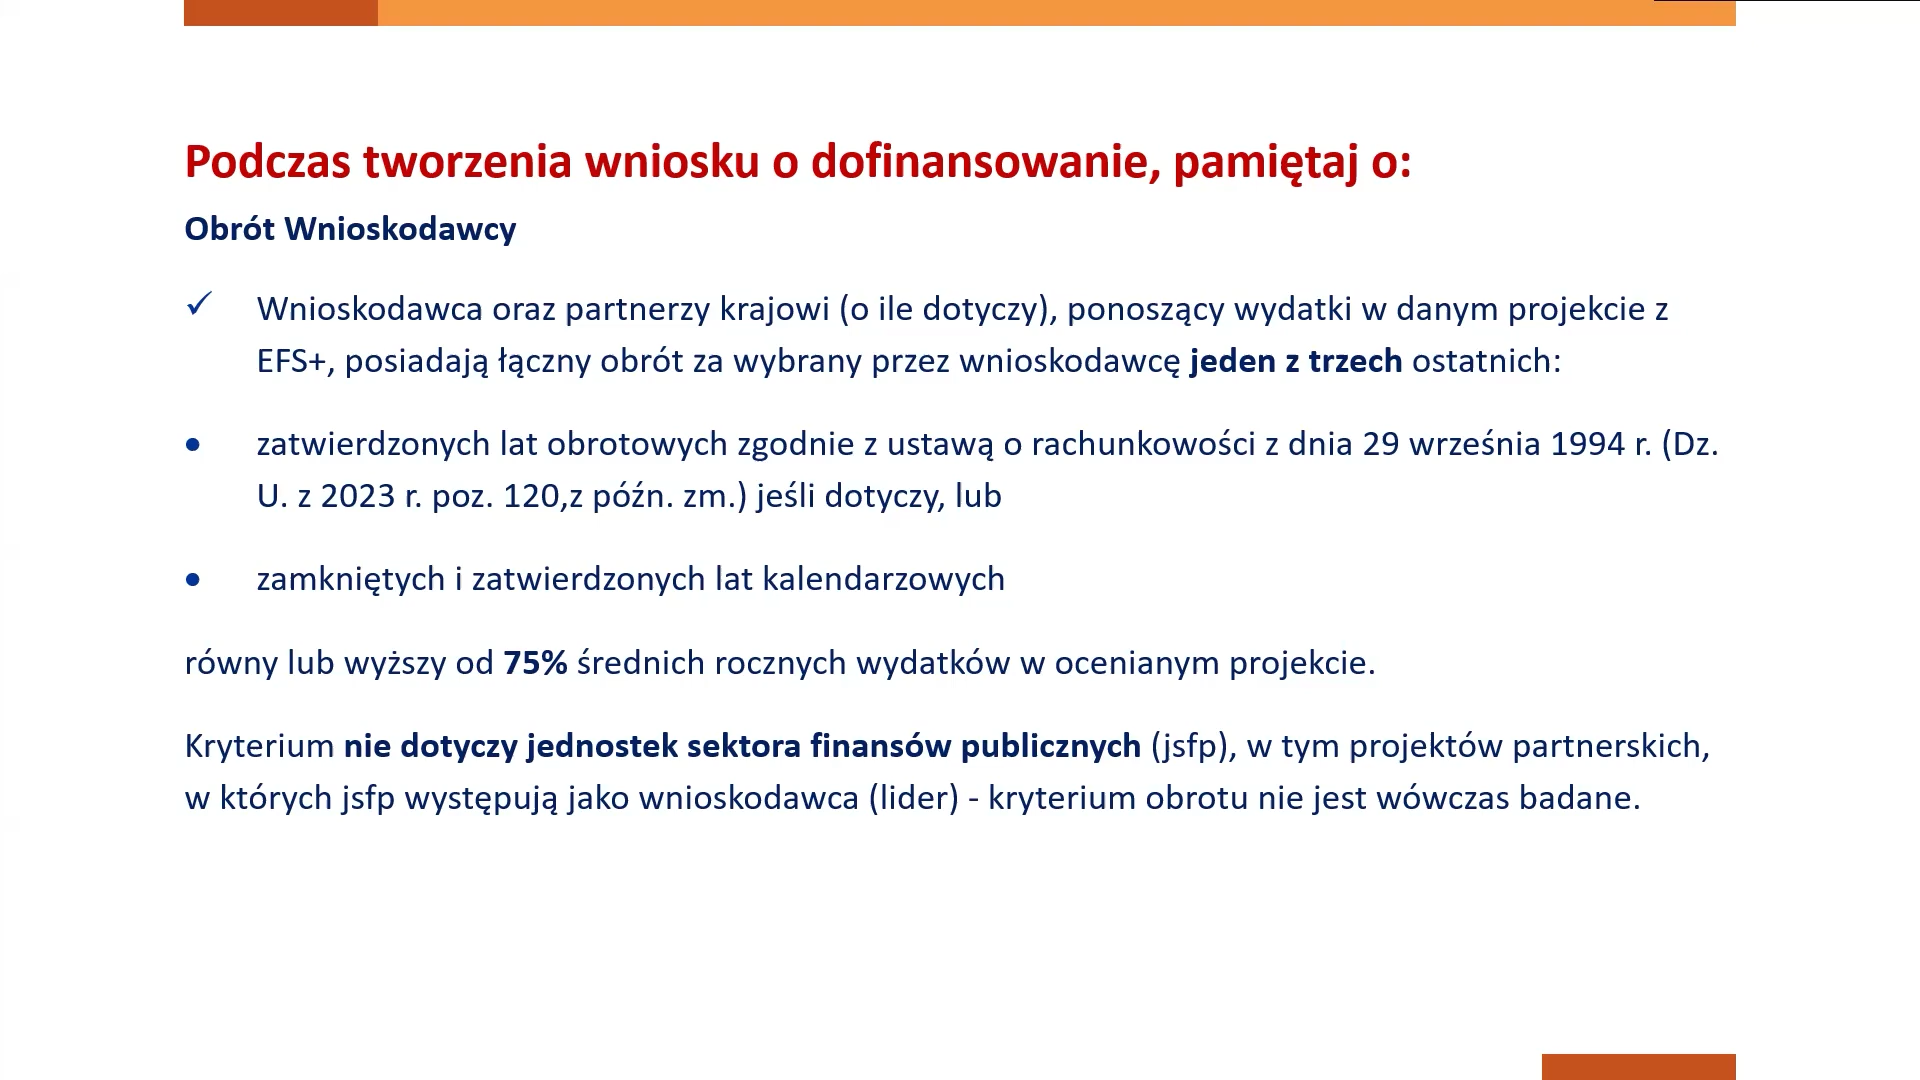 Podczas tworzenia wniosku o dofinansowanie, pamiętaj o:
Obrót Wnioskodawcy
✓ Wnioskodawca oraz partnerzy krajowi (o ile dotyczy), ponoszący wydatki w danym projekcie z
EFS+, posiadają łączny obrót za wybrany przez wnioskodawcę jeden z trzech ostatnich:
• zatwierdzonych lat obrotowych zgodnie z ustawą o rachunkowości z dnia 29 września 1994 r. (Dz.
U. z 2023 r. poz. 120,z późn. zm.) jeśli dotyczy, lub
• zamkniętych i zatwierdzonych lat kalendarzowych
równy lub wyższy od 75% średnich rocznych wydatków w ocenianym projekcie.
Kryterium nie dotyczy jednostek sektora finansów publicznych (jsfp), w tym projektów partnerskich,
w których jsfp występują jako wnioskodawca (lider) - kryterium obrotu nie jest wówczas badane.